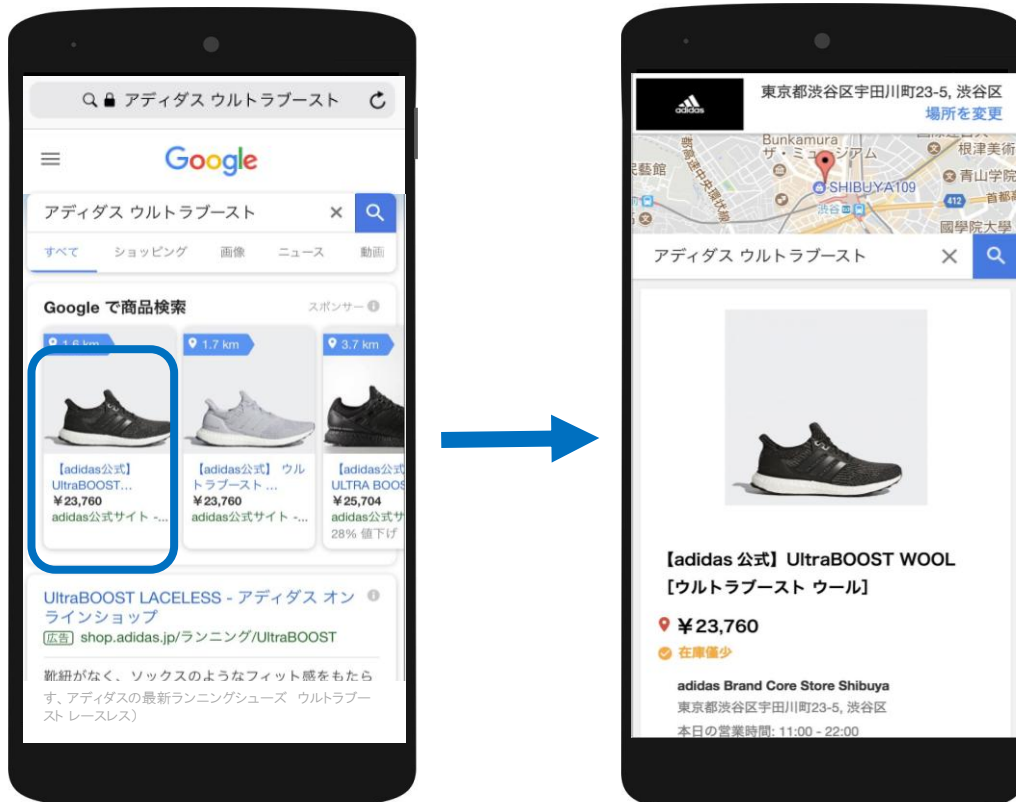 アディダス ウルトラブースト
Google
アディダス ウルトラブースト
すべて ショッピング 画像 ニュース 動画
Google で商品検索 スポンサー
1.6 km
1.7 km
3.7 km
【adidas公式】
UltraBOOST...
¥23,760
adidas公式サイト -...
【adidas公式】 ウル
トラブースト ...
¥23,760
adidas公式サイト -...
【adidas公式
ULTRA BOOS
¥25,704
adidas公式サ
28% 値下げ
UltraBOOST LACELESS - アディダス オン
ラインショップ
広告 shop.adidas.jp/ランニング/UltraBOOST
靴紐がなく、ソックスのようなフィット感をもたら
す、アディダスの最新ランニングシューズ ウルトラブー
スト レースレス）
adidas
東京都渋谷区宇田川町23-5, 渋谷区
場所を変更
Bunkamura
ザ・ミュージアム
根津美術
民藝館
青山学院
SHIBUYA109
412
首都高
渋谷
國學院大學
アディダス ウルトラブースト
【adidas 公式】UltraBOOST WOOL
［ウルトラブースト ウール］
¥23,760
在庫僅少
adidas Brand Core Store Shibuya
東京都渋谷区宇田川町23-5, 渋谷区
本日の営業時間: 11:00 - 22:00